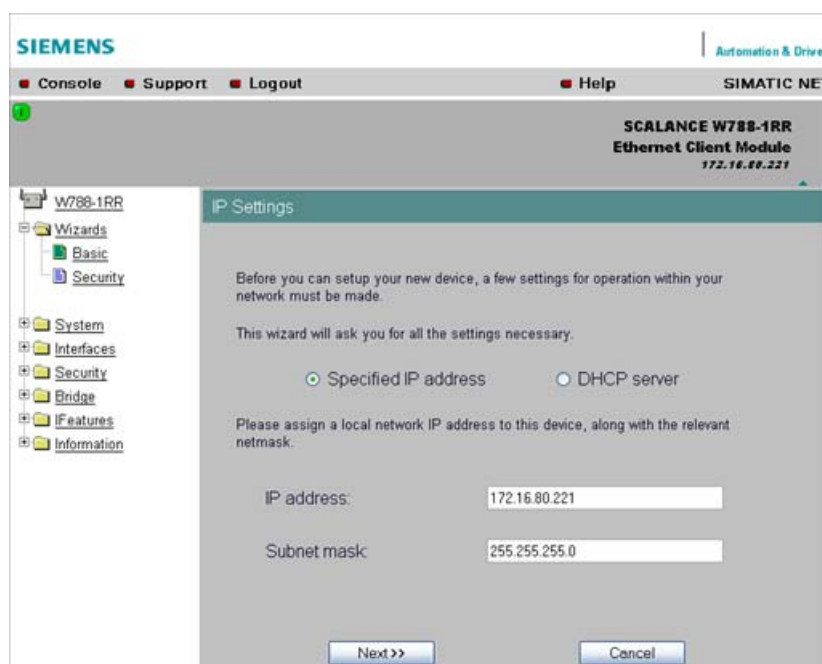 SIEMENS
Automation & Drive
Console Support Logout Help SIMATIC NE
SCALANCE W788-1RR
Ethernet Client Module
172.16.80.221
W788-1RR
Wizards
Basic
Security
System
Interfaces
Security
Bridge
IFeatures
Information
IP Settings
Before you can setup your new device, a few settings for operation within your
network must be made.
This wizard will ask you for all the settings necessary.
Specified IP address DHCP server
Please assign a local network IP address to this device, along with the relevant
netmask.
IP address: 172.16.80.221
Subnet mask: 255.255.255.0
Next>> Cancel